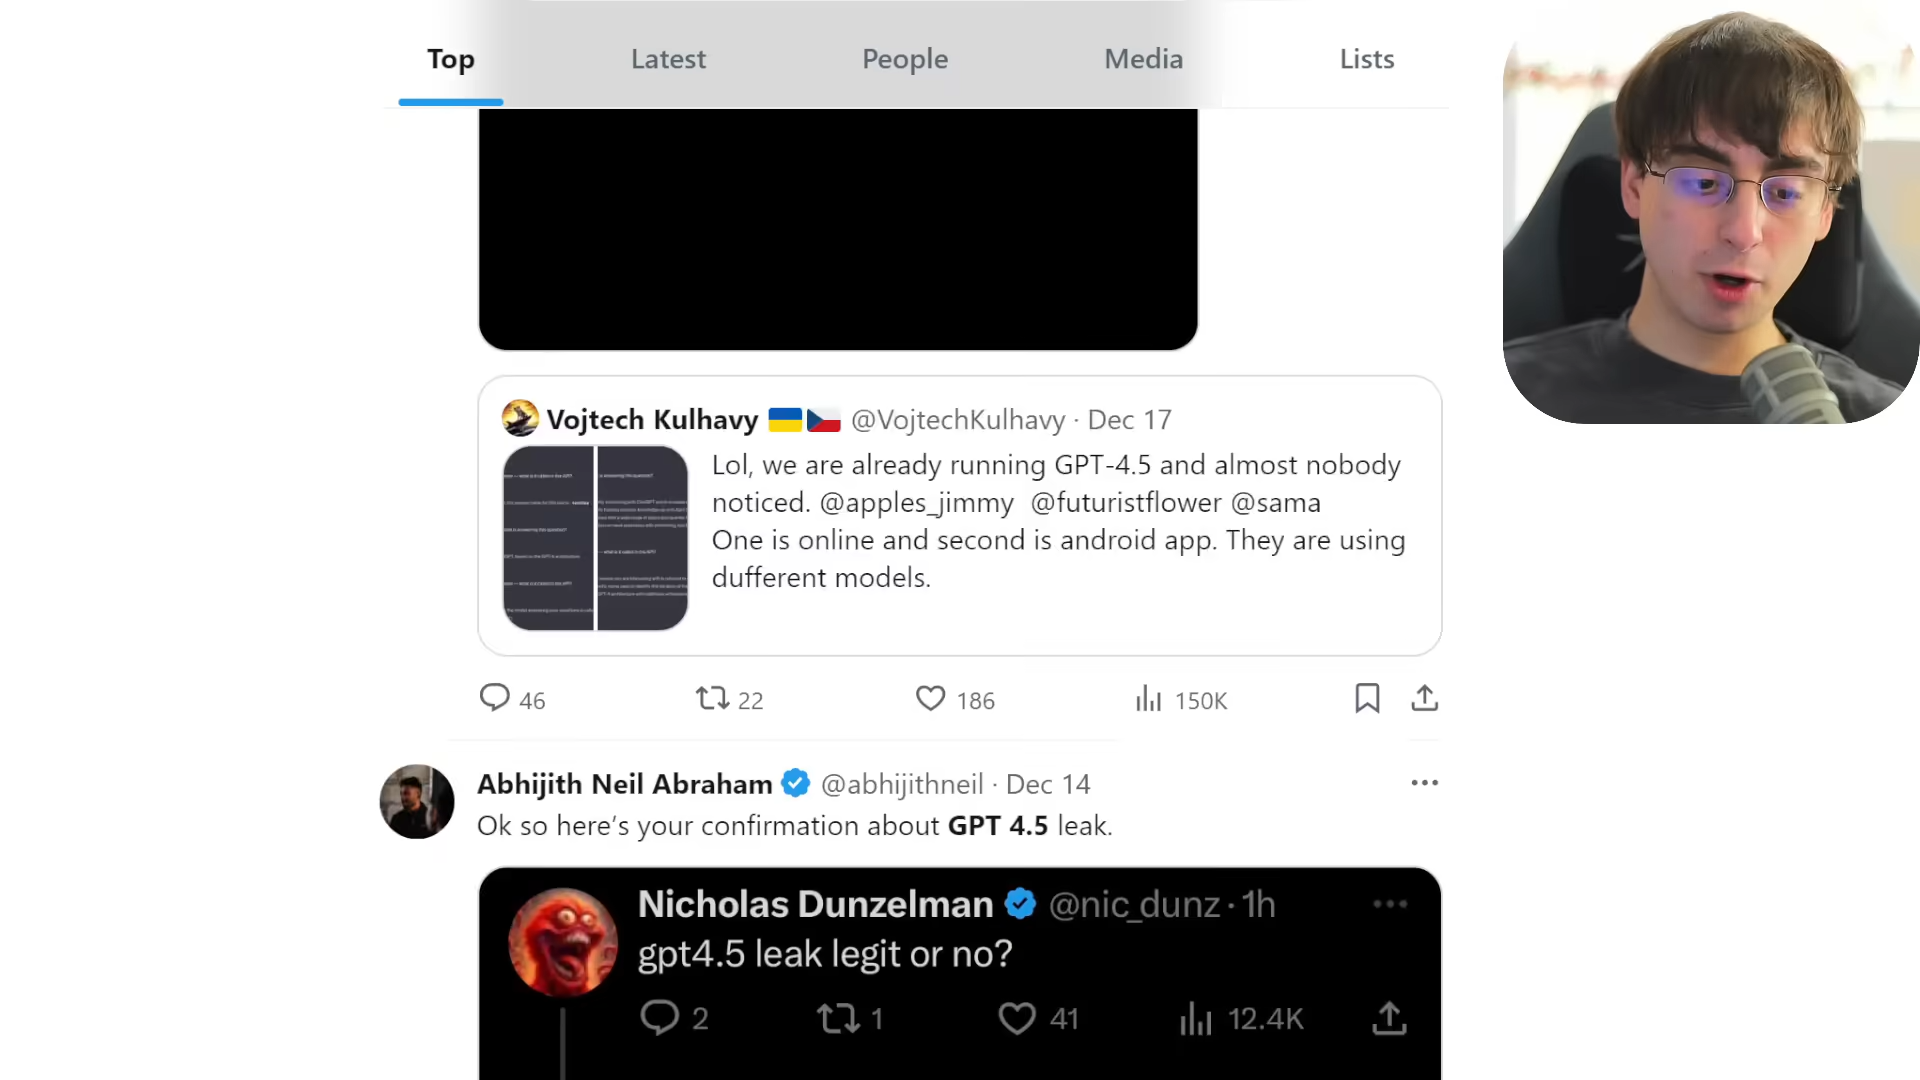 Top Latest People Media Lists
Vojtech Kulhavy 🇺🇦🇨🇿 @VojtechKulhavy · Dec 17
Lol, we are already running GPT-4.5 and almost nobody
noticed. @apples_jimmy @futuristflower @sama
One is online and second is android app. They are using
dufferent models.
46 22 186 150K
Abhijith Neil Abraham @abhijithneil · Dec 14
Ok so here’s your confirmation about GPT 4.5 leak.
Nicholas Dunzelman @nic_dunz · 1h
gpt4.5 leak legit or no?
2 1 41 12.4K